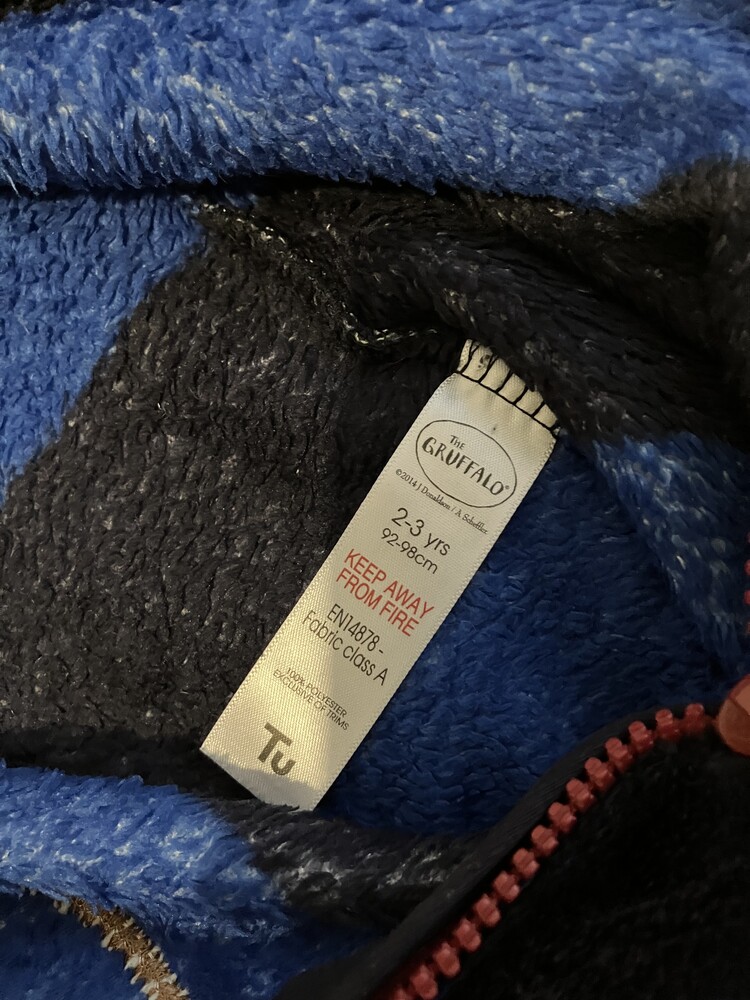 THE
GRUFFALO®
©2014 J Donaldson / A Scheffler
2-3 yrs
92-98cm
KEEP AWAY
FROM FIRE
EN14878 -
Fabric class A
100% POLYESTER
EXCLUSIVE OF TRIMS
Tu